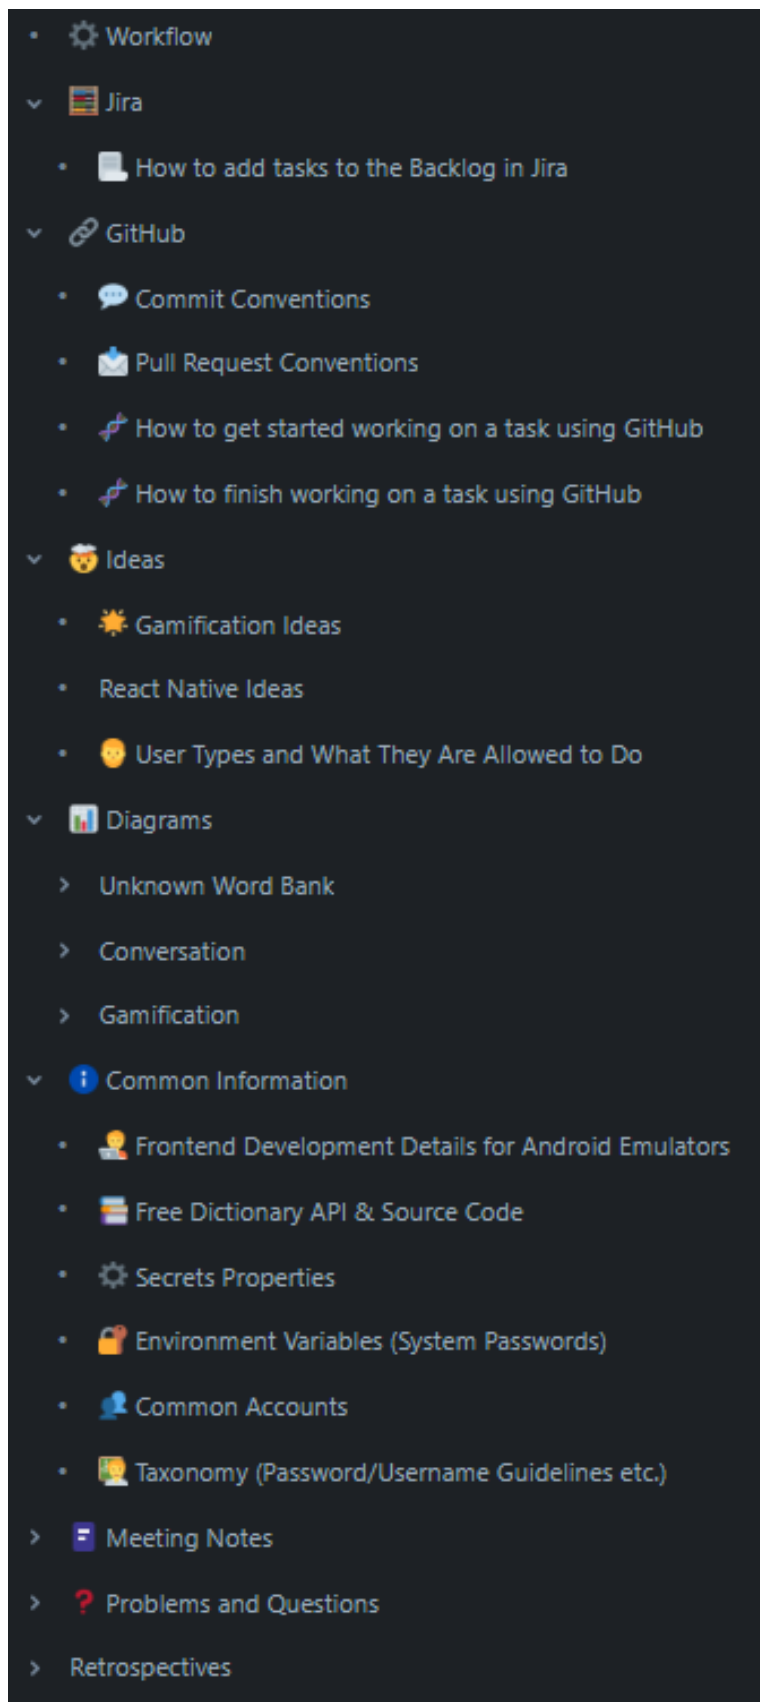 Workflow
Jira
How to add tasks to the Backlog in Jira
GitHub
Commit Conventions
Pull Request Conventions
How to get started working on a task using GitHub
How to finish working on a task using GitHub
Ideas
Gamification Ideas
React Native Ideas
User Types and What They Are Allowed to Do
Diagrams
Unknown Word Bank
Conversation
Gamification
Common Information
Frontend Development Details for Android Emulators
Free Dictionary API & Source Code
Secrets Properties
Environment Variables (System Passwords)
Common Accounts
Taxonomy (Password/Username Guidelines etc.)
Meeting Notes
Problems and Questions
Retrospectives